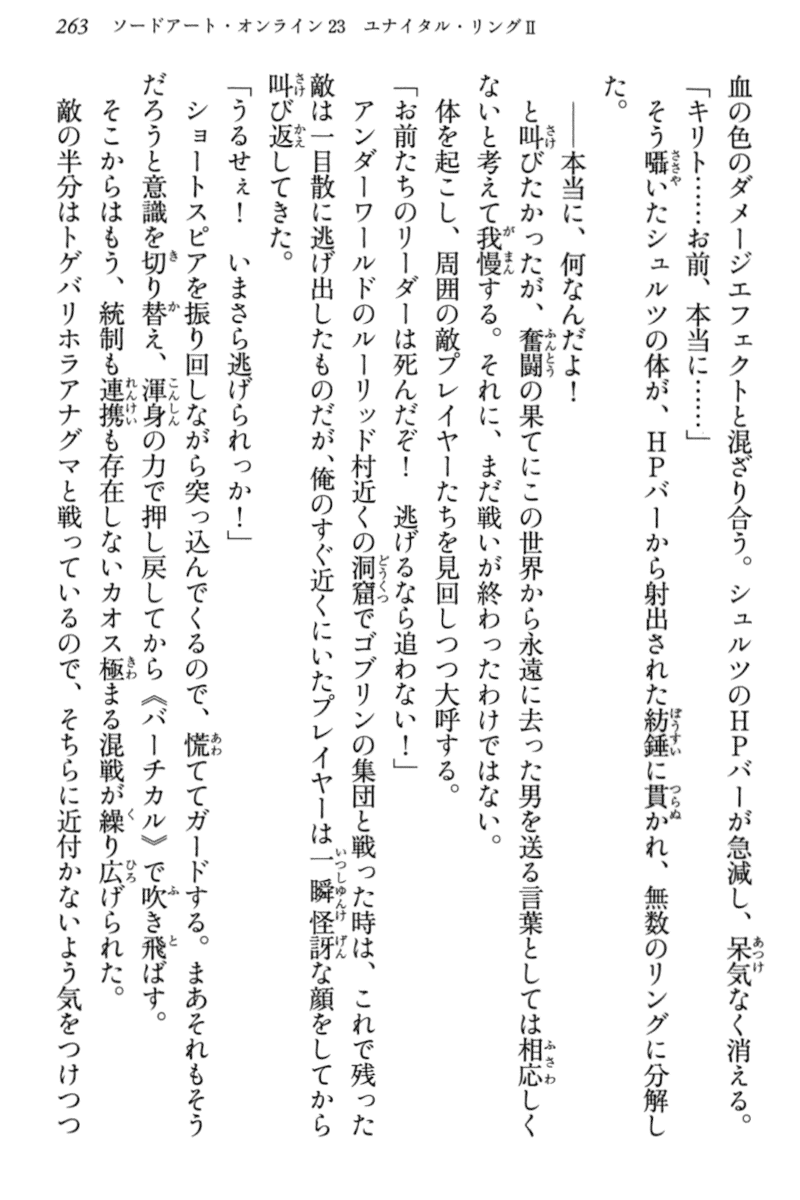 263　ソードアート・オンライン23　ユナイタル・リングⅡ
血の色のダメージエフェクトと混ざり合う。シュルツのHPバーが急減し、呆気なく消える。
「キリト……お前、本当に……」
　そう囁いたシュルツの体が、HPバーから射出された紡錘に貫かれ、無数のリングに分解し
た。
　――本当に、何なんだよ！
　と叫びたかったが、奮闘の果てにこの世界から永遠に去った男を送る言葉としては相応しく
ないと考えて我慢する。それに、まだ戦いが終わったわけではない。
　体を起こし、周囲の敵プレイヤーたちを見回しつつ大呼する。
「お前たちのリーダーは死んだぞ！　逃げるなら追わない！」
　アンダーワールドのルーリッド村近くの洞窟でゴブリンの集団と戦った時は、これで残った
敵は一目散に逃げ出したものだが、俺のすぐ近くにいたプレイヤーは一瞬怪訝な顔をしてから
叫び返してきた。
「うるせぇ！　いまさら逃げられっか！」
　ショートスピアを振り回しながら突っ込んでくるので、慌ててガードする。まあそれもそう
だろうと意識を切り替え、渾身の力で押し戻してから《バーチカル》で吹き飛ばす。
　そこからはもう、統制も連携も存在しないカオス極まる混戦が繰り広げられた。
　敵の半分はトゲバリホラアナグマと戦っているので、そちらに近付かないよう気をつけつつ